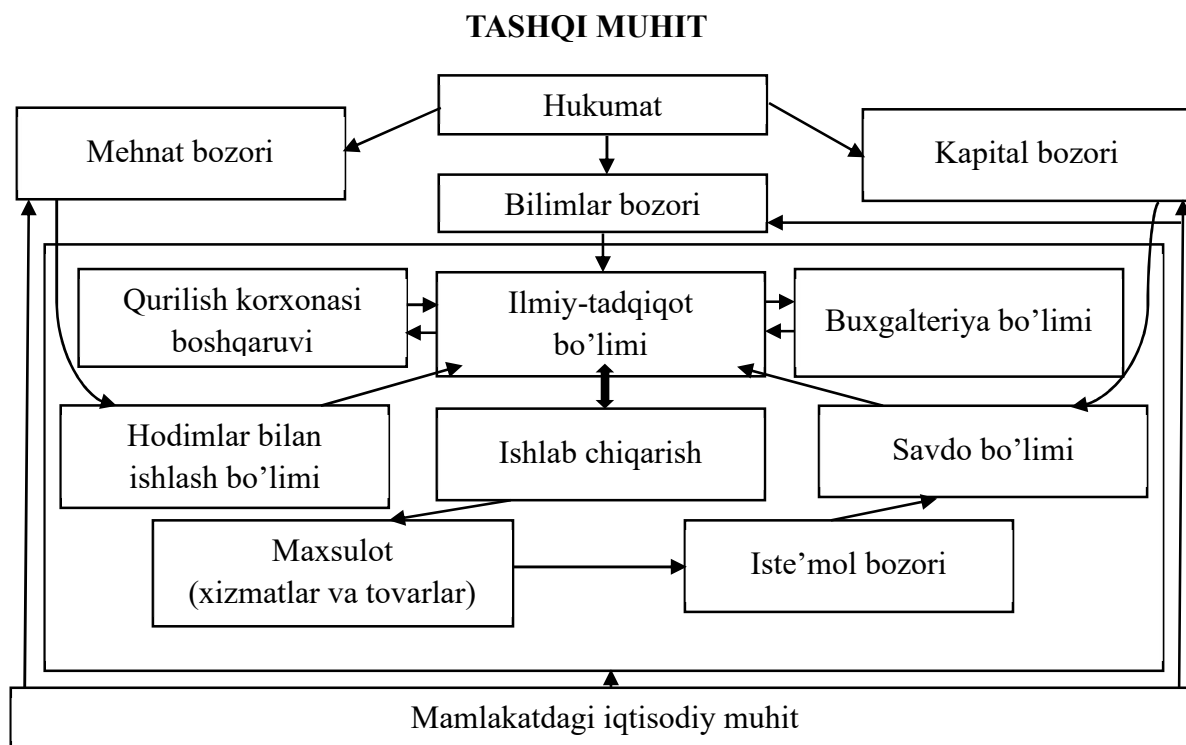 TASHQI MUHIT
Hukumat
Mehnat bozori
Kapital bozori
Bilimlar bozori
Qurilish korxonasi
boshqaruvi
Ilmiy-tadqiqot
bo’limi
Buxgalteriya bo’limi
Hodimlar bilan
ishlash bo’limi
Ishlab chiqarish
Savdo bo’limi
Maxsulot
(xizmatlar va tovarlar)
Iste’mol bozori
Mamlakatdagi iqtisodiy muhit